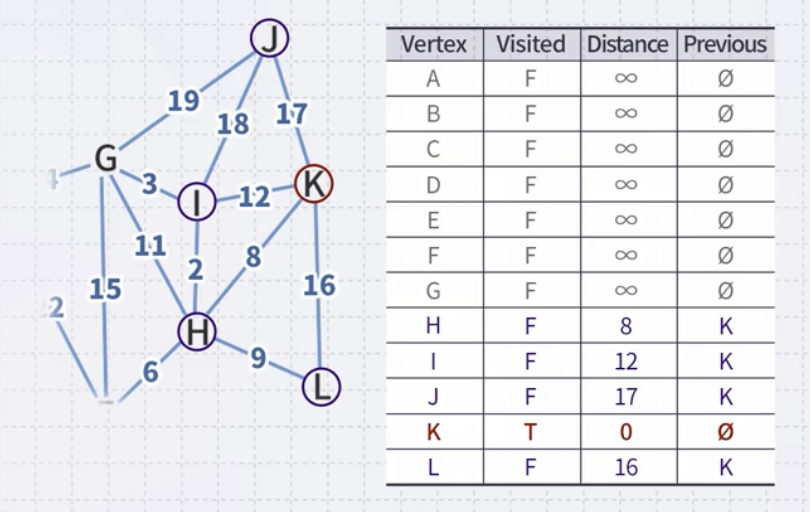 J
19
18
17
G
3
I
12
K
11
8
2
15
16
2
H
6
9
L
Vertex Visited Distance Previous
A F ∞ Ø
B F ∞ Ø
C F ∞ Ø
D F ∞ Ø
E F ∞ Ø
F F ∞ Ø
G F ∞ Ø
H F 8 K
I F 12 K
J F 17 K
K T 0 Ø
L F 16 K